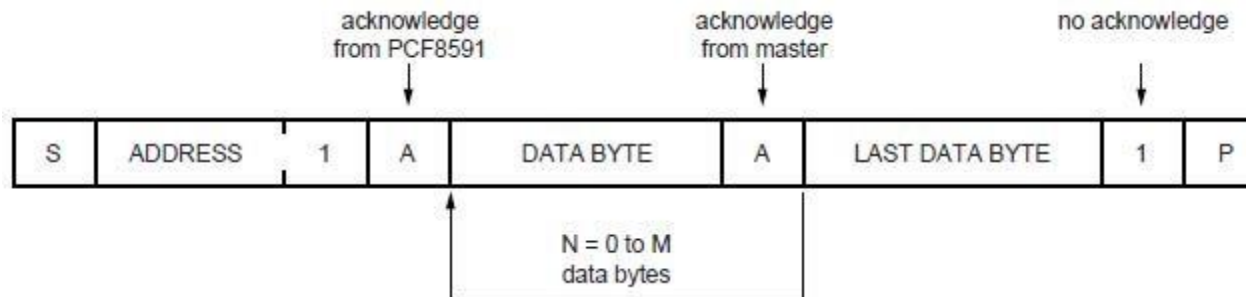 acknowledge
from PCF8591
acknowledge
from master
no acknowledge
S ADDRESS 1 A DATA BYTE A LAST DATA BYTE 1 P
N = 0 to M
data bytes